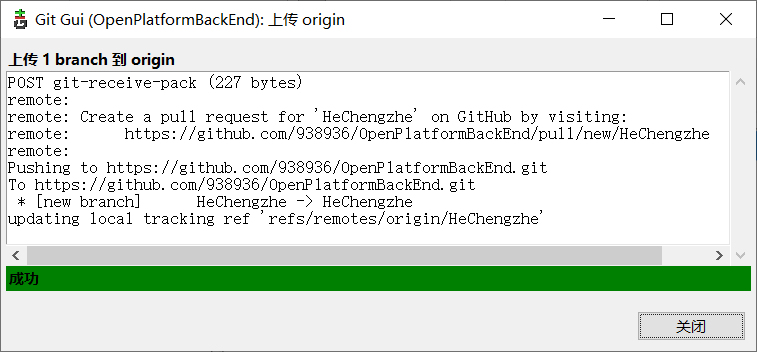 Git Gui (OpenPlatformBackEnd): 上传 origin
上传 1 branch 到 origin
POST git-receive-pack (227 bytes)
remote:
remote: Create a pull request for 'HeChengzhe' on GitHub by visiting:
remote:      https://github.com/938936/OpenPlatformBackEnd/pull/new/HeChengzhe
remote:
Pushing to https://github.com/938936/OpenPlatformBackEnd.git
To https://github.com/938936/OpenPlatformBackEnd.git
 * [new branch]      HeChengzhe -> HeChengzhe
updating local tracking ref 'refs/remotes/origin/HeChengzhe'
成功
关闭